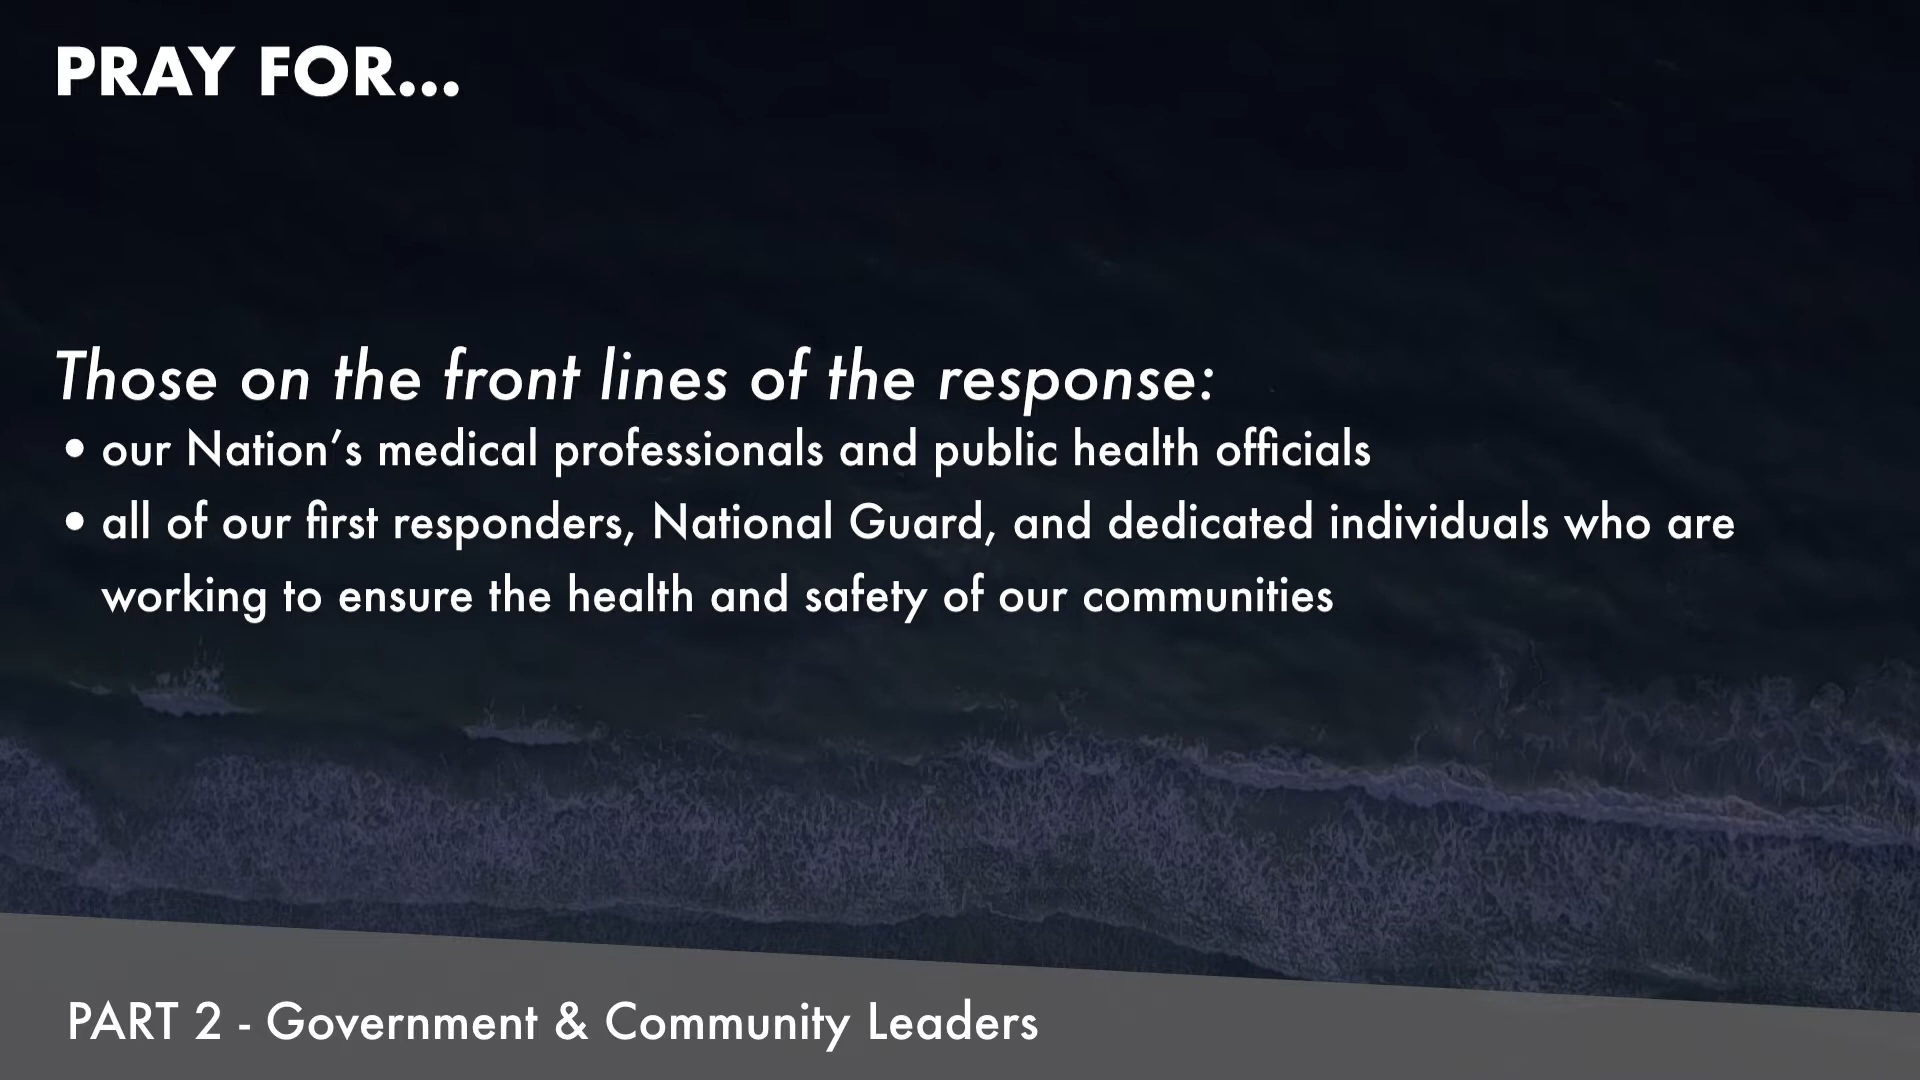 PRAY FOR...
Those on the front lines of the response:
• our Nation’s medical professionals and public health officials
• all of our first responders, National Guard, and dedicated individuals who are
working to ensure the health and safety of our communities
PART 2 - Government & Community Leaders